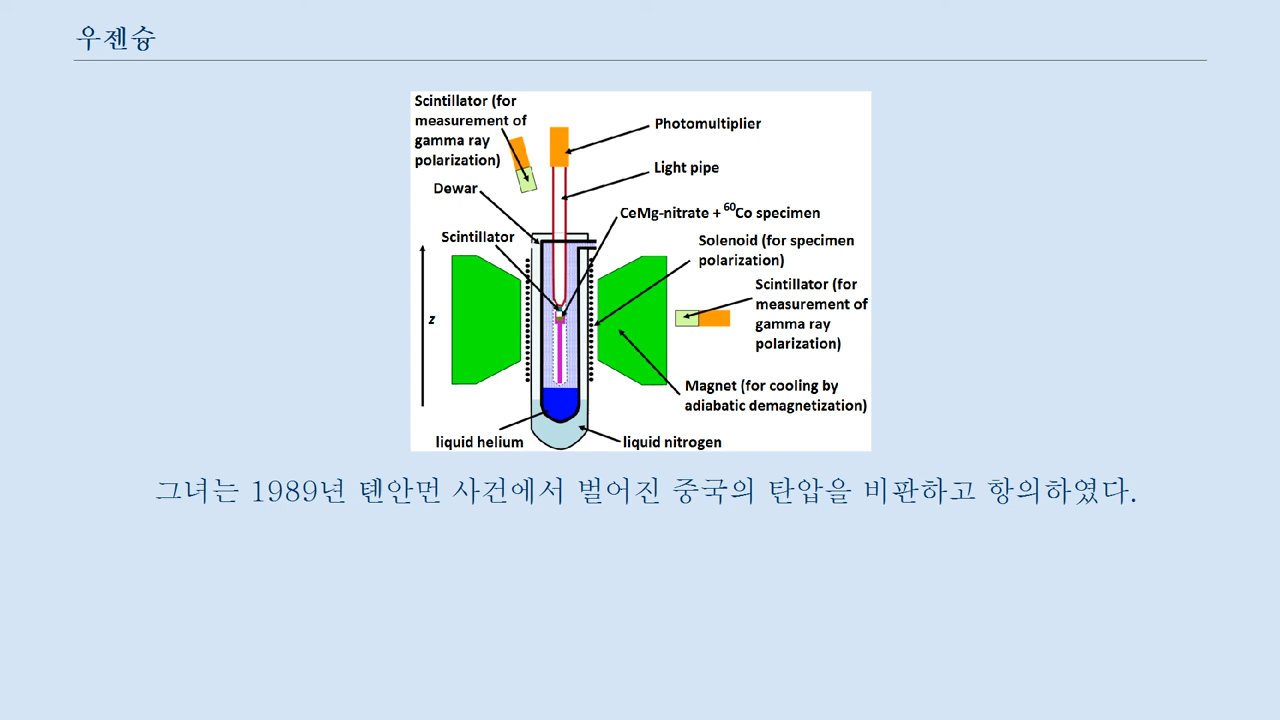 우젠슝
Scintillator (for
measurement of
gamma ray
polarization)
Photomultiplier
Light pipe
Dewar
CeMg-nitrate + 60Co specimen
Scintillator
Solenoid (for specimen
polarization)
Scintillator (for
measurement of
gamma ray
polarization)
z
Magnet (for cooling by
adiabatic demagnetization)
liquid helium
liquid nitrogen
그녀는 1989년 톈안먼 사건에서 벌어진 중국의 탄압을 비판하고 항의하였다.